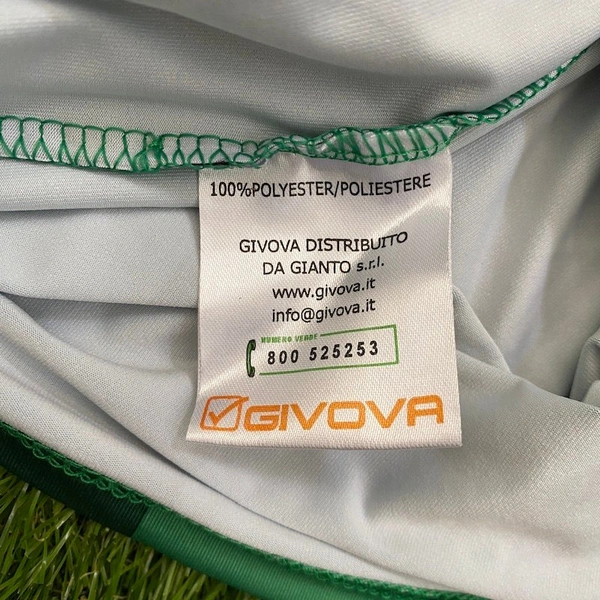 100%POLYESTER/POLIESTERE
GIVOVA DISTRIBUITO
DA GIANTO s.r.l.
www.givova.it
info@givova.it
NUMERO VERDE
800 525253
GIVOVA